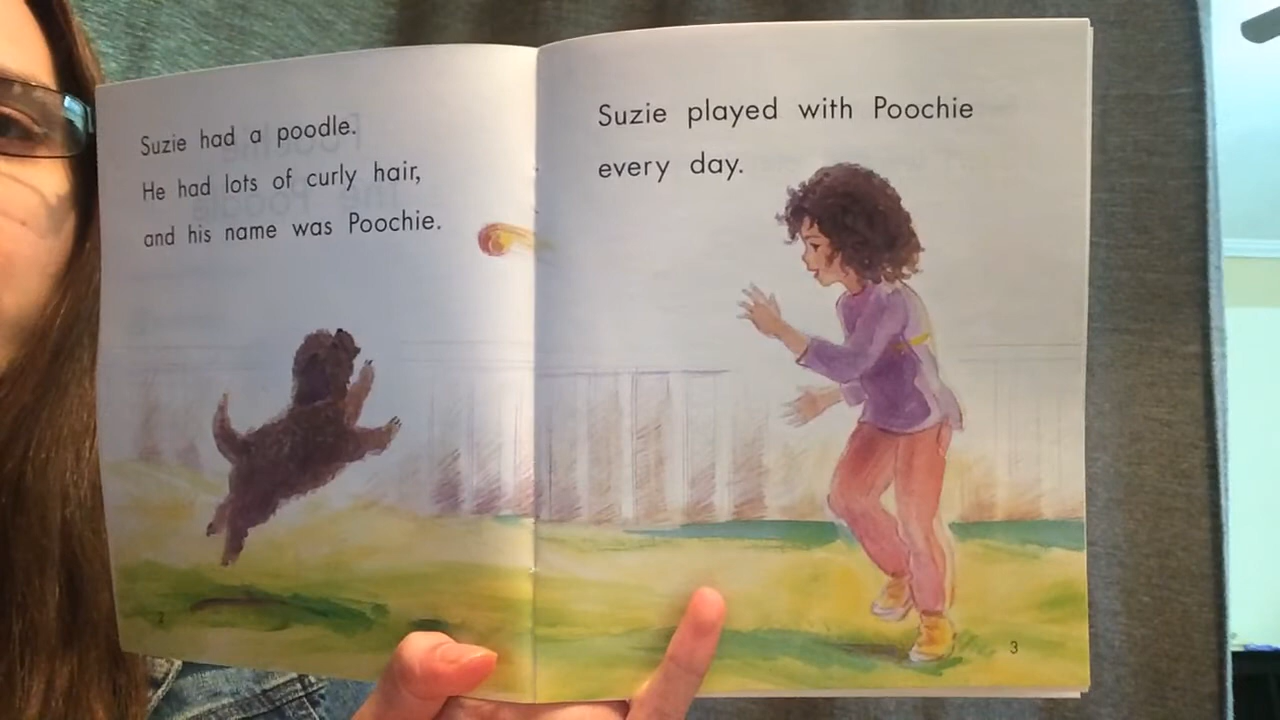 Suzie had a poodle.
He had lots of curly hair,
and his name was Poochie.
2
Suzie played with Poochie
every day.
3